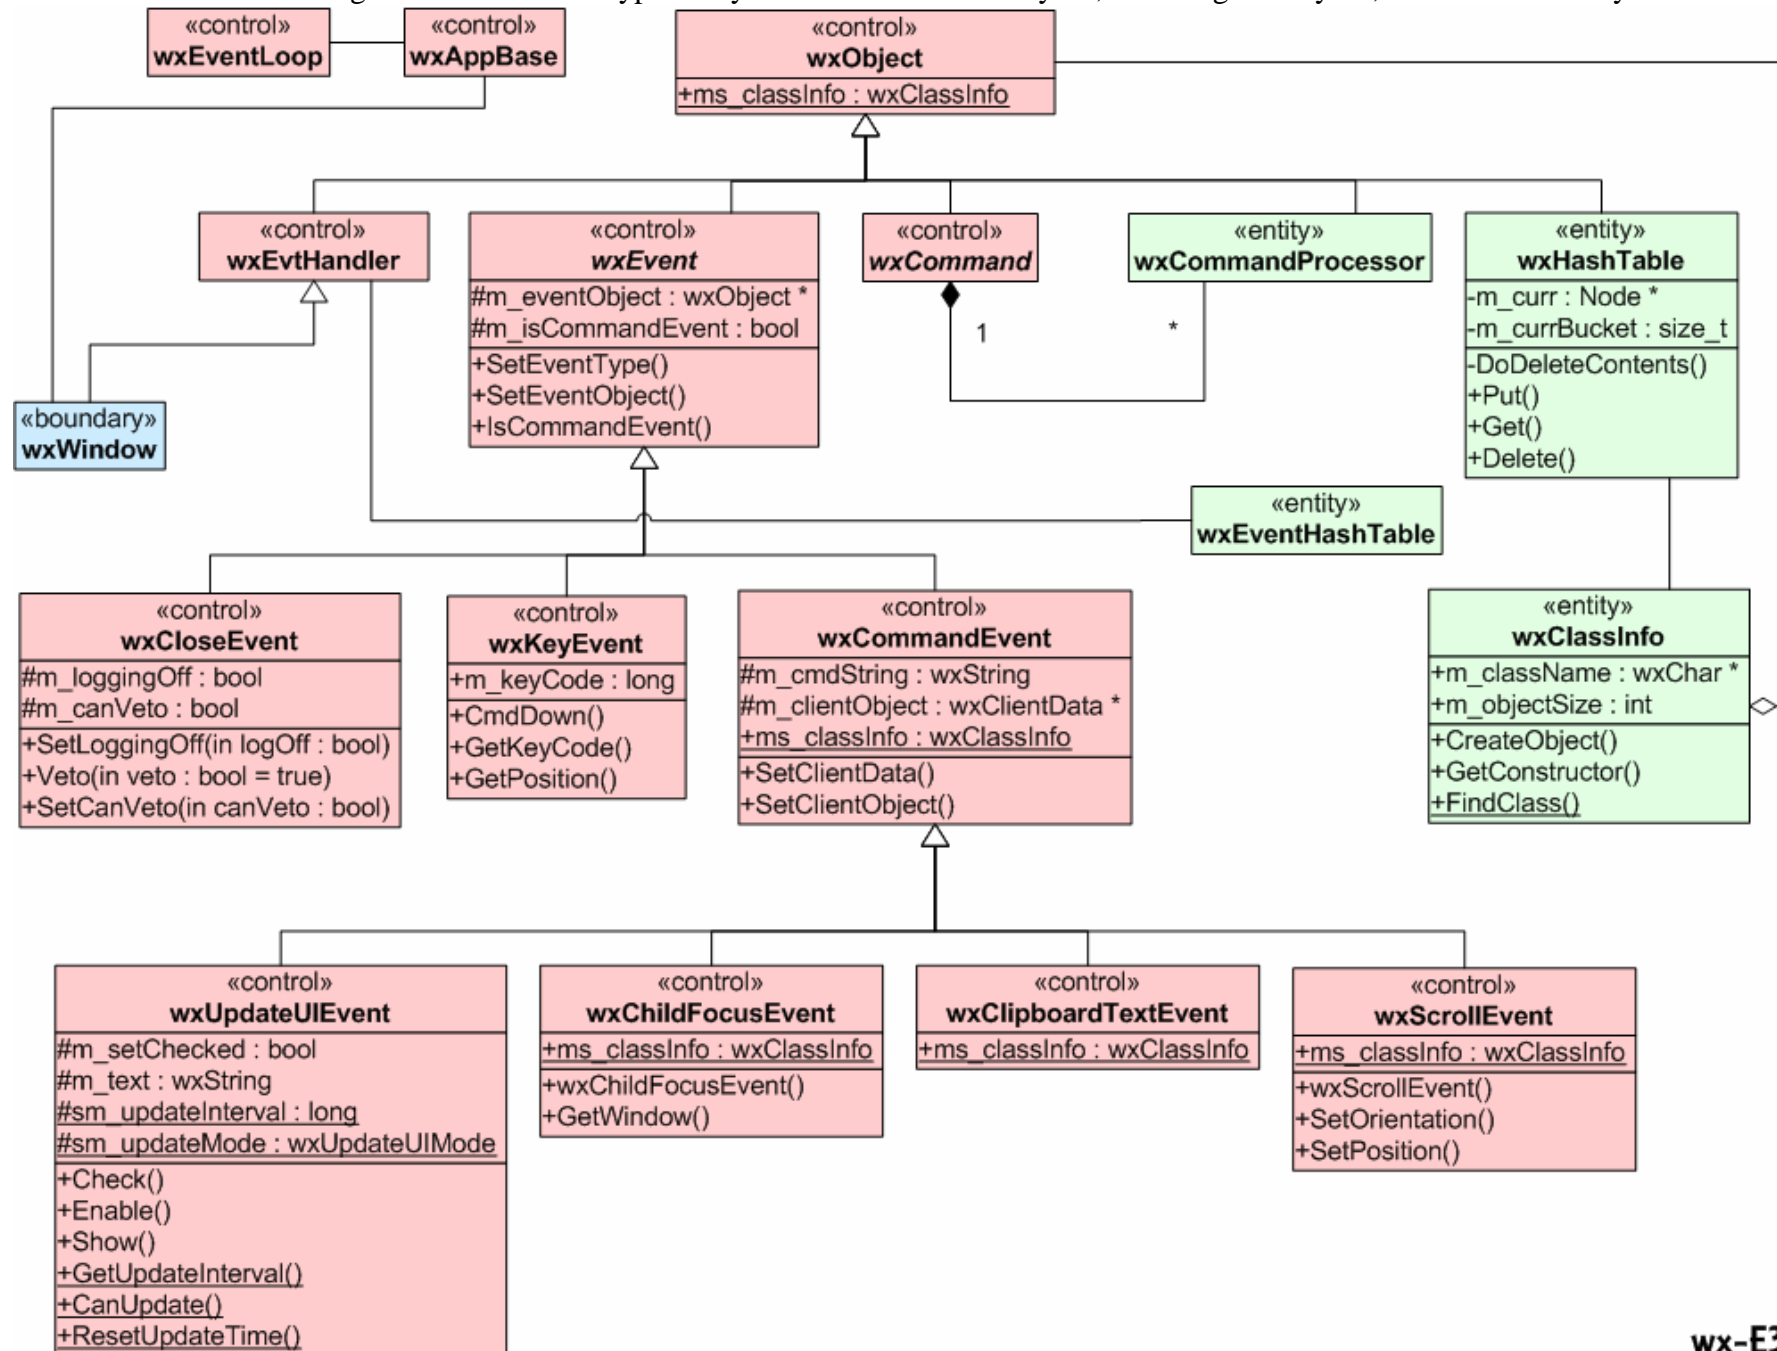 «control»
wxEventLoop
«control»
wxAppBase
«control»
wxObject
+ms_classInfo : wxClassInfo
«control»
wxEvtHandler
«control»
wxEvent
#m_eventObject : wxObject *
#m_isCommandEvent : bool
+SetEventType()
+SetEventObject()
+IsCommandEvent()
«control»
wxCommand
1
*
«entity»
wxCommandProcessor
«entity»
wxHashTable
-m_curr : Node *
-m_currBucket : size_t
-DoDeleteContents()
+Put()
+Get()
+Delete()
«boundary»
wxWindow
«entity»
wxEventHashTable
«control»
wxCloseEvent
#m_loggingOff : bool
#m_canVeto : bool
+SetLoggingOff(in logOff : bool)
+Veto(in veto : bool = true)
+SetCanVeto(in canVeto : bool)
«control»
wxKeyEvent
+m_keyCode : long
+CmdDown()
+GetKeyCode()
+GetPosition()
«control»
wxCommandEvent
#m_cmdString : wxString
#m_clientObject : wxClientData *
+ms_classInfo : wxClassInfo
+SetClientData()
+SetClientObject()
«entity»
wxClassInfo
+m_className : wxChar *
+m_objectSize : int
+CreateObject()
+GetConstructor()
+FindClass()
«control»
wxUpdateUIEvent
#m_setChecked : bool
#m_text : wxString
#sm_updateInterval : long
#sm_updateMode : wxUpdateUIMode
+Check()
+Enable()
+Show()
+GetUpdateInterval()
+CanUpdate()
+ResetUpdateTime()
«control»
wxChildFocusEvent
+ms_classInfo : wxClassInfo
+wxChildFocusEvent()
+GetWindow()
«control»
wxClipboardTextEvent
+ms_classInfo : wxClassInfo
«control»
wxScrollEvent
+ms_classInfo : wxClassInfo
+wxScrollEvent()
+SetOrientation()
+SetPosition()
wx-E3